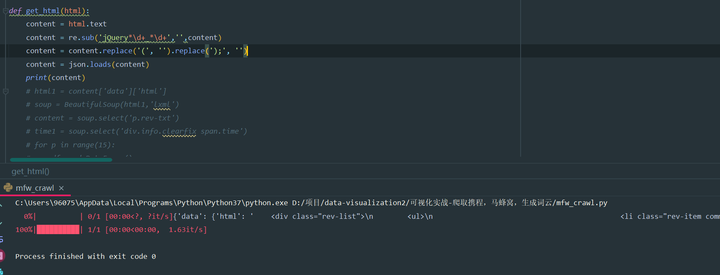 def get_html(html):
content = html.text
content = re.sub('jQuery*\d+_*\d+','',content)
content = content.replace('(', '').replace(');', '')
content = json.loads(content)
print(content)
# html1 = content['data']['html']
# soup = BeautifulSoup(html1,'lxml')
# content = soup.select('p.rev-txt')
# time1 = soup.select('div.info.clearfix span.time')
# for p in range(15):
get_html()
mfw_crawl ×
C:\Users\96075\AppData\Local\Programs\Python\Python37\python.exe D:/项目/data-visualization2/可视化实战-爬取携程,马蜂窝,生成词云/mfw_crawl.py
0%| | 0/1 [00:00<?, ?it/s]{'data': {'html': ' <div class="rev-list">\n <ul>\n <li class="rev-item com
100%|██████████| 1/1 [00:00<00:00, 1.63it/s]
Process finished with exit code 0